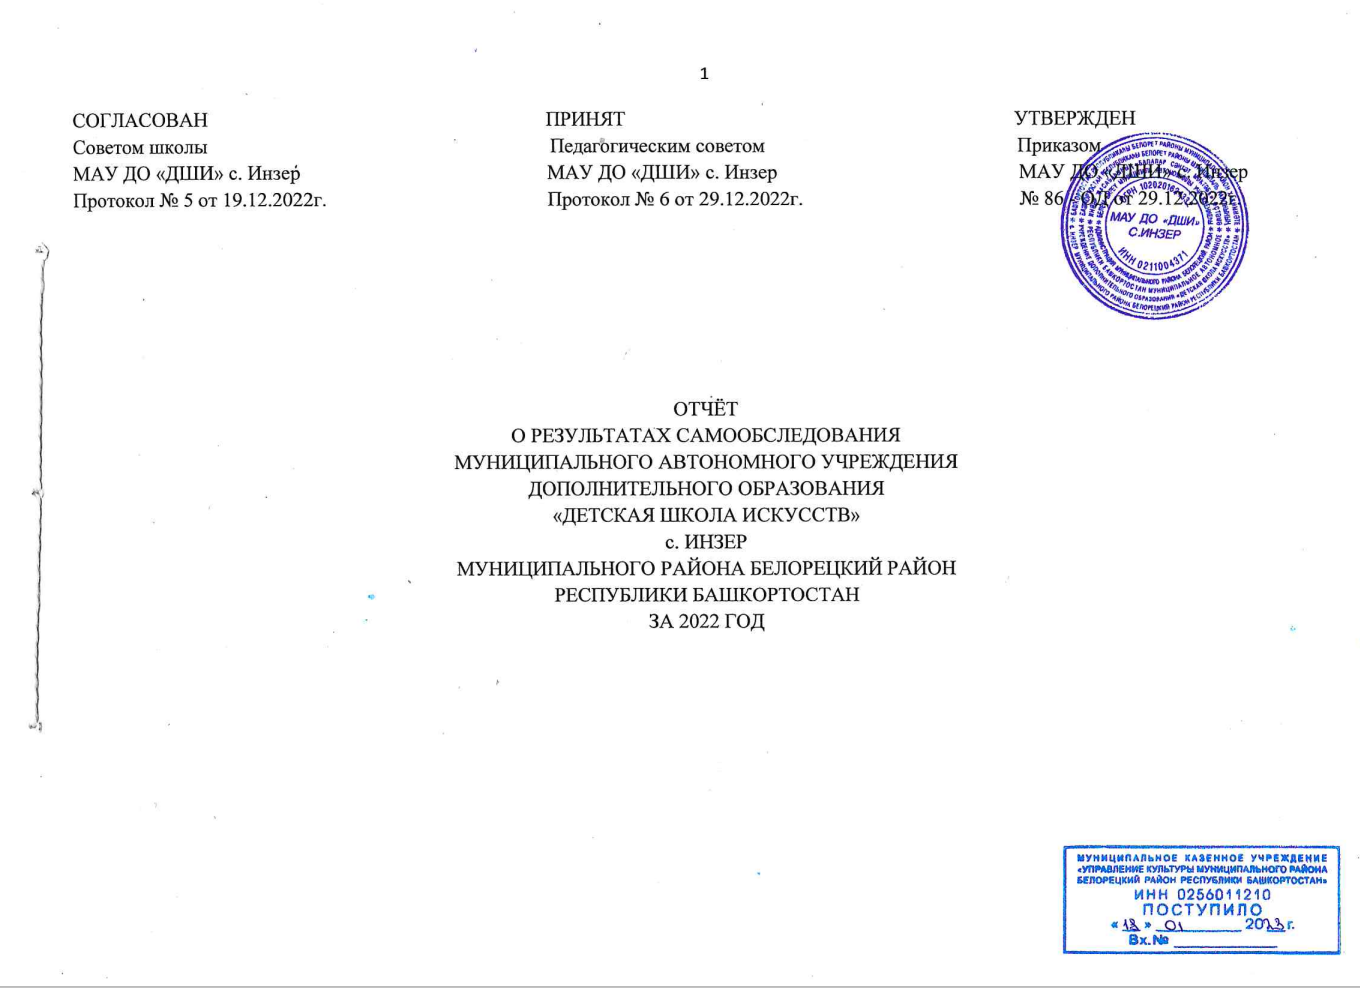 1
СОГЛАСОВАН
Советом школы
МАУ ДО «ДШИ» с. Инзер
Протокол № 5 от 19.12.2022г.
ПРИНЯТ
Педагогическим советом
МАУ ДО «ДШИ» с. Инзер
Протокол № 6 от 29.12.2022г.
УТВЕРЖДЕН
Приказом
МАУ ДО «ДШИ» с. Инзер
№ 86 - ОД от 29.12.2022г.
МАУ ДО «ДШИ»
С.ИНЗЕР
ИНН 0211004371
ОТЧЁТ
О РЕЗУЛЬТАТАХ САМООБСЛЕДОВАНИЯ
МУНИЦИПАЛЬНОГО АВТОНОМНОГО УЧРЕЖДЕНИЯ
ДОПОЛНИТЕЛЬНОГО ОБРАЗОВАНИЯ
«ДЕТСКАЯ ШКОЛА ИСКУССТВ»
с. ИНЗЕР
МУНИЦИПАЛЬНОГО РАЙОНА БЕЛОРЕЦКИЙ РАЙОН
РЕСПУБЛИКИ БАШКОРТОСТАН
ЗА 2022 ГОД
МУНИЦИПАЛЬНОЕ КАЗЕННОЕ УЧРЕЖДЕНИЕ
«УПРАВЛЕНИЕ КУЛЬТУРЫ МУНИЦИПАЛЬНОГО РАЙОНА
БЕЛОРЕЦКИЙ РАЙОН РЕСПУБЛИКИ БАШКОРТОСТАН»
ИНН 0256011210
ПОСТУПИЛО
« » 01 2023 г.
Вх.№